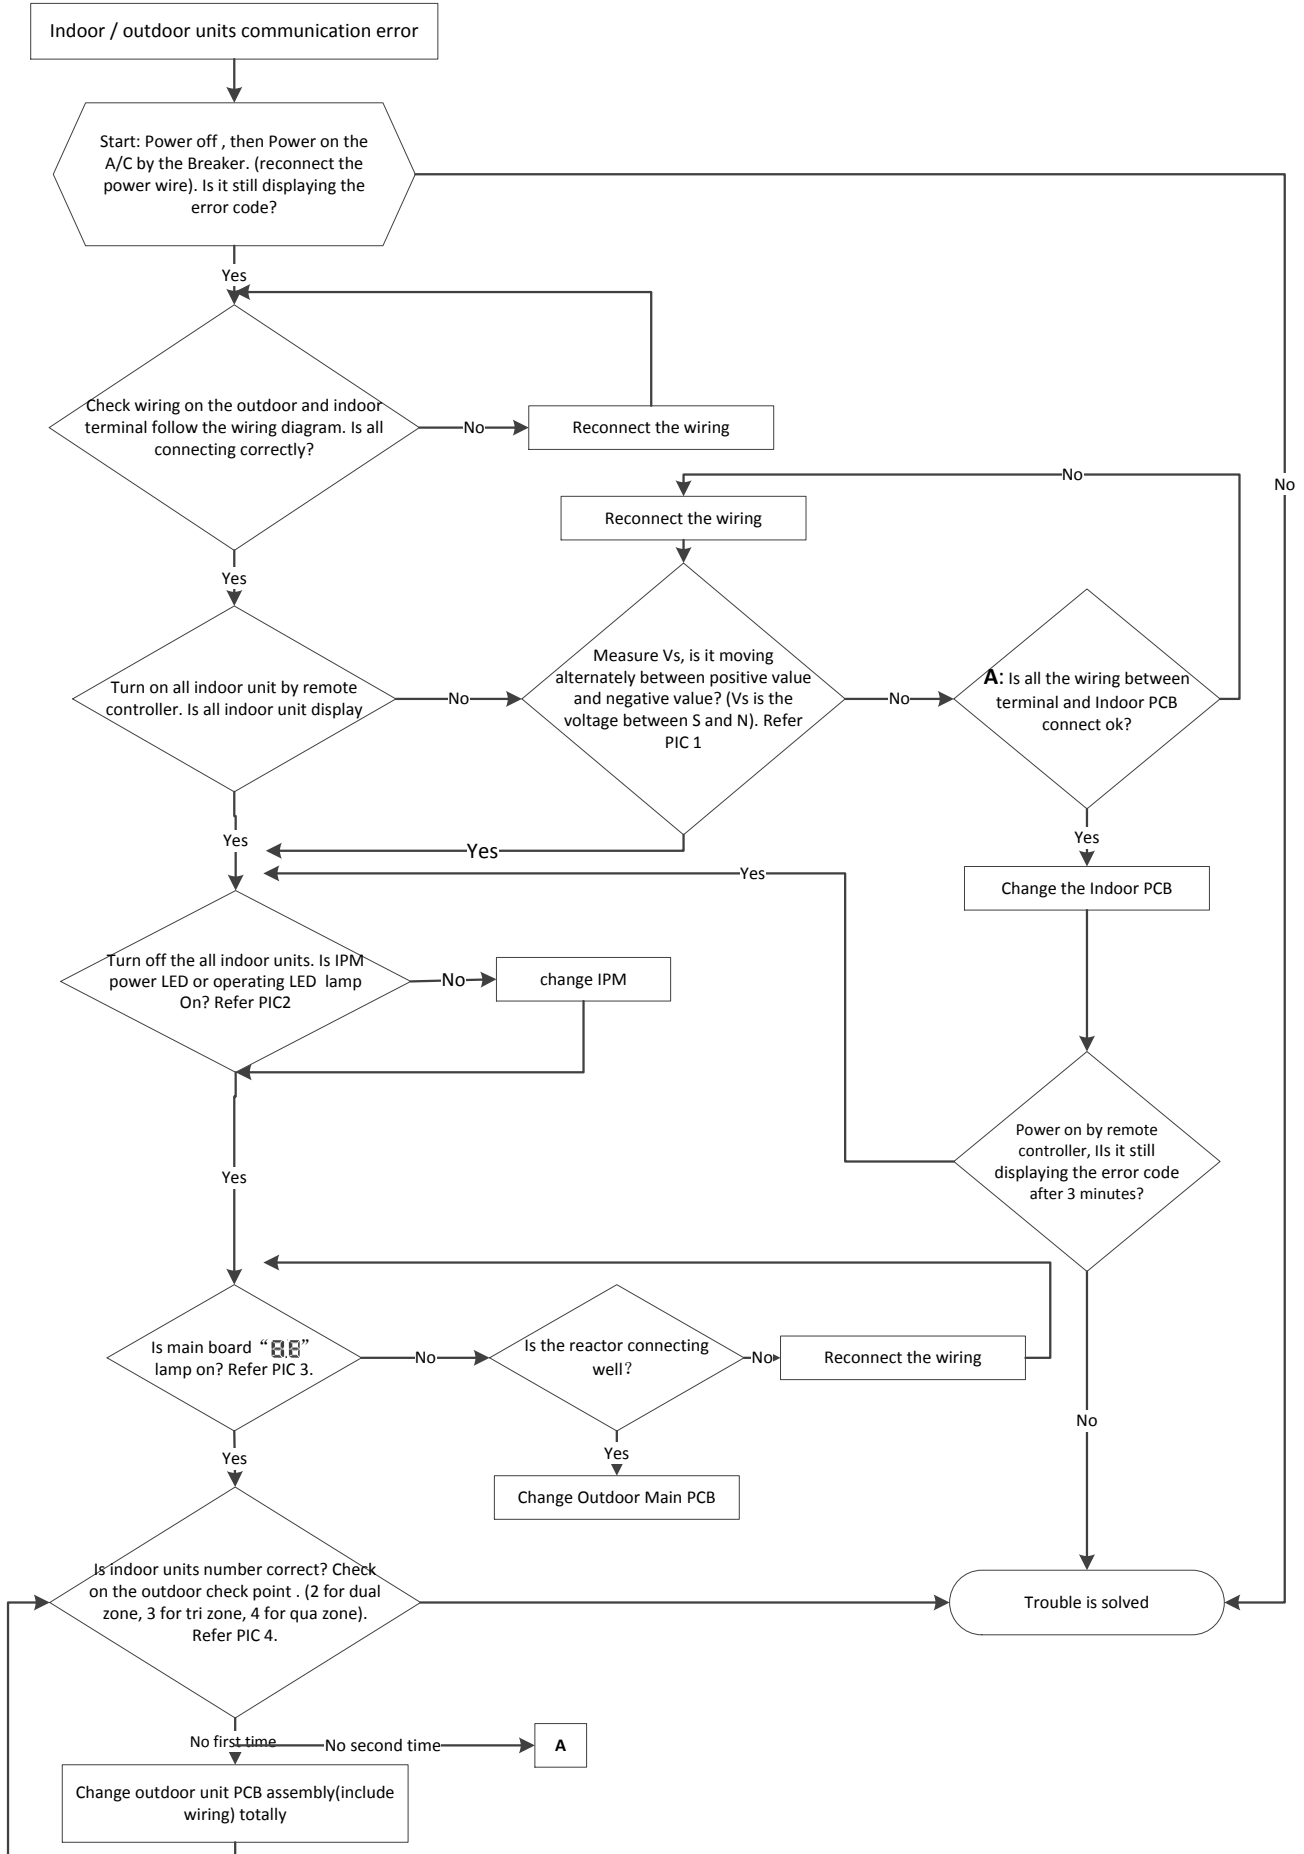 Indoor / outdoor units communication error
Start: Power off , then Power on the
A/C by the Breaker. (reconnect the
power wire). Is it still displaying the
error code?
Yes
Check wiring on the outdoor and indoor
terminal follow the wiring diagram. Is all
connecting correctly?
No
Reconnect the wiring
No
No
Reconnect the wiring
Yes
Turn on all indoor unit by remote
controller. Is all indoor unit display
No
Measure Vs, is it moving
alternately between positive value
and negative value? (Vs is the
voltage between S and N). Refer
PIC 1
No
A: Is all the wiring between
terminal and Indoor PCB
connect ok?
Yes
Yes
Yes
Yes
Change the Indoor PCB
Turn off the all indoor units. Is IPM
power LED or operating LED lamp
On? Refer PIC2
No
change IPM
Power on by remote
controller, IIs it still
displaying the error code
after 3 minutes?
Yes
Is main board “8.8”
lamp on? Refer PIC 3.
No
Is the reactor connecting
well?
No
Reconnect the wiring
No
Yes
Yes
Change Outdoor Main PCB
Is indoor units number correct? Check
on the outdoor check point . (2 for dual
zone, 3 for tri zone, 4 for qua zone).
Refer PIC 4.
Trouble is solved
No first time
No second time
A
Change outdoor unit PCB assembly(include
wiring) totally